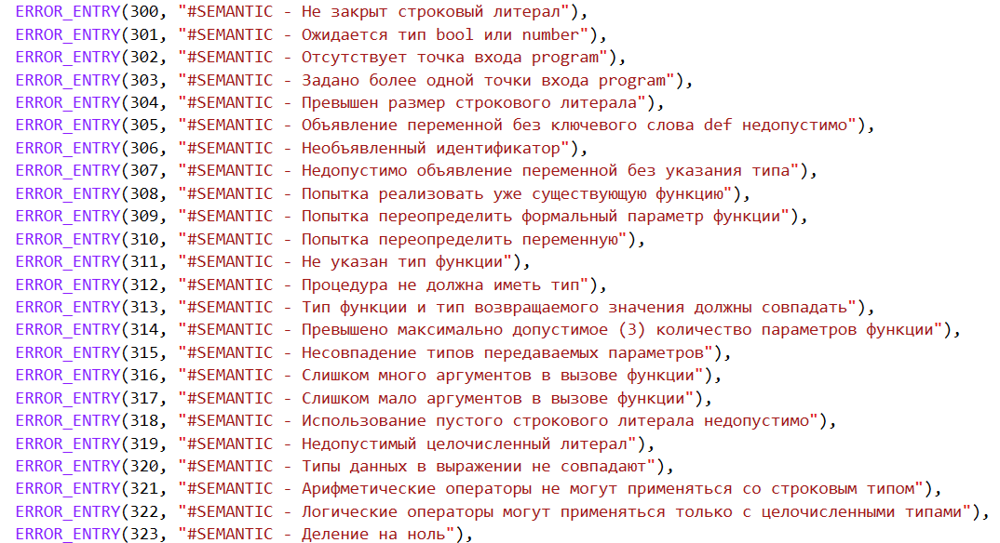 ERROR_ENTRY(300, "#SEMANTIC - Не закрыт строковый литерал"),
ERROR_ENTRY(301, "#SEMANTIC - Ожидается тип bool или number"),
ERROR_ENTRY(302, "#SEMANTIC - Отсутствует точка входа program"),
ERROR_ENTRY(303, "#SEMANTIC - Задано более одной точки входа program"),
ERROR_ENTRY(304, "#SEMANTIC - Превышен размер строкового литерала"),
ERROR_ENTRY(305, "#SEMANTIC - Объявление переменной без ключевого слова def недопустимо"),
ERROR_ENTRY(306, "#SEMANTIC - Необъявленный идентификатор"),
ERROR_ENTRY(307, "#SEMANTIC - Недопустимо объявление переменной без указания типа"),
ERROR_ENTRY(308, "#SEMANTIC - Попытка реализовать уже существующую функцию"),
ERROR_ENTRY(309, "#SEMANTIC - Попытка переопределить формальный параметр функции"),
ERROR_ENTRY(310, "#SEMANTIC - Попытка переопределить переменную"),
ERROR_ENTRY(311, "#SEMANTIC - Не указан тип функции"),
ERROR_ENTRY(312, "#SEMANTIC - Процедура не должна иметь тип"),
ERROR_ENTRY(313, "#SEMANTIC - Тип функции и тип возвращаемого значения должны совпадать"),
ERROR_ENTRY(314, "#SEMANTIC - Превышено максимально допустимое (3) количество параметров функции"),
ERROR_ENTRY(315, "#SEMANTIC - Несовпадение типов передаваемых параметров"),
ERROR_ENTRY(316, "#SEMANTIC - Слишком много аргументов в вызове функции"),
ERROR_ENTRY(317, "#SEMANTIC - Слишком мало аргументов в вызове функции"),
ERROR_ENTRY(318, "#SEMANTIC - Использование пустого строкового литерала недопустимо"),
ERROR_ENTRY(319, "#SEMANTIC - Недопустимый целочисленный литерал"),
ERROR_ENTRY(320, "#SEMANTIC - Типы данных в выражении не совпадают"),
ERROR_ENTRY(321, "#SEMANTIC - Арифметические операторы не могут применяться со строковым типом"),
ERROR_ENTRY(322, "#SEMANTIC - Логические операторы могут применяться только с целочисленными типами"),
ERROR_ENTRY(323, "#SEMANTIC - Деление на ноль"),